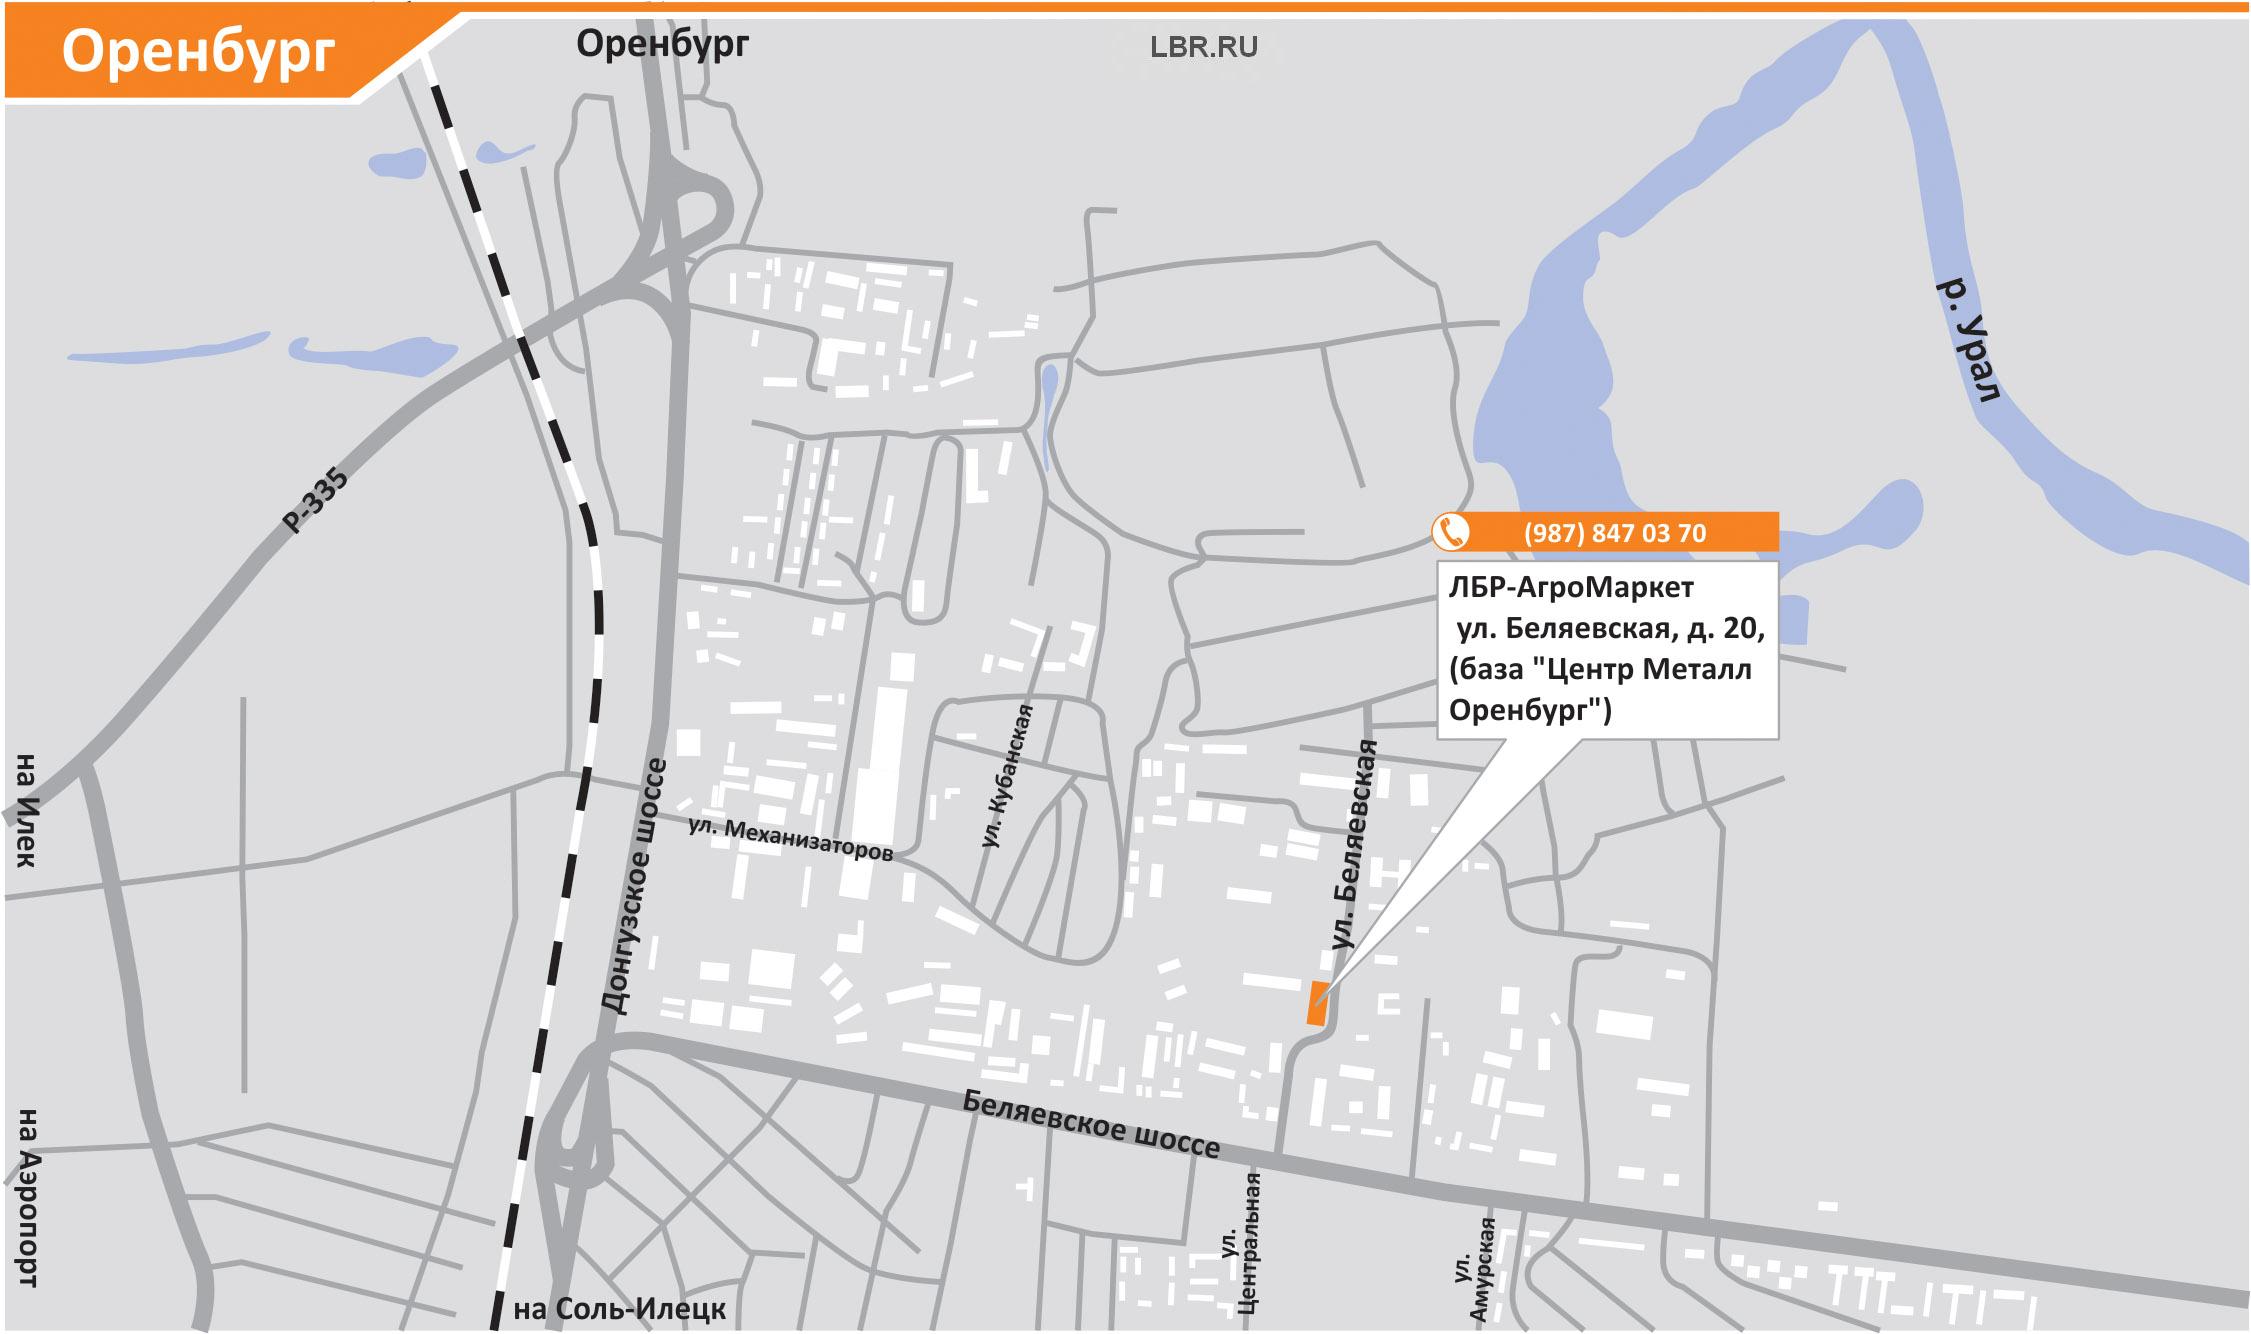 Оренбург
Оренбург
LBR.RU
р. Урал
Р-335
(987) 847 03 70
ЛБР-АгроМаркет
ул. Беляевская, д. 20,
(база "Центр Металл
Оренбург")
на Илек
Донгузское шоссе
ул. Механизаторов
ул. Кубанская
ул. Беляевская
Беляевское шоссе
на Аэропорт
ул.
Центральная
ул.
Амурская
на Соль-Илецк